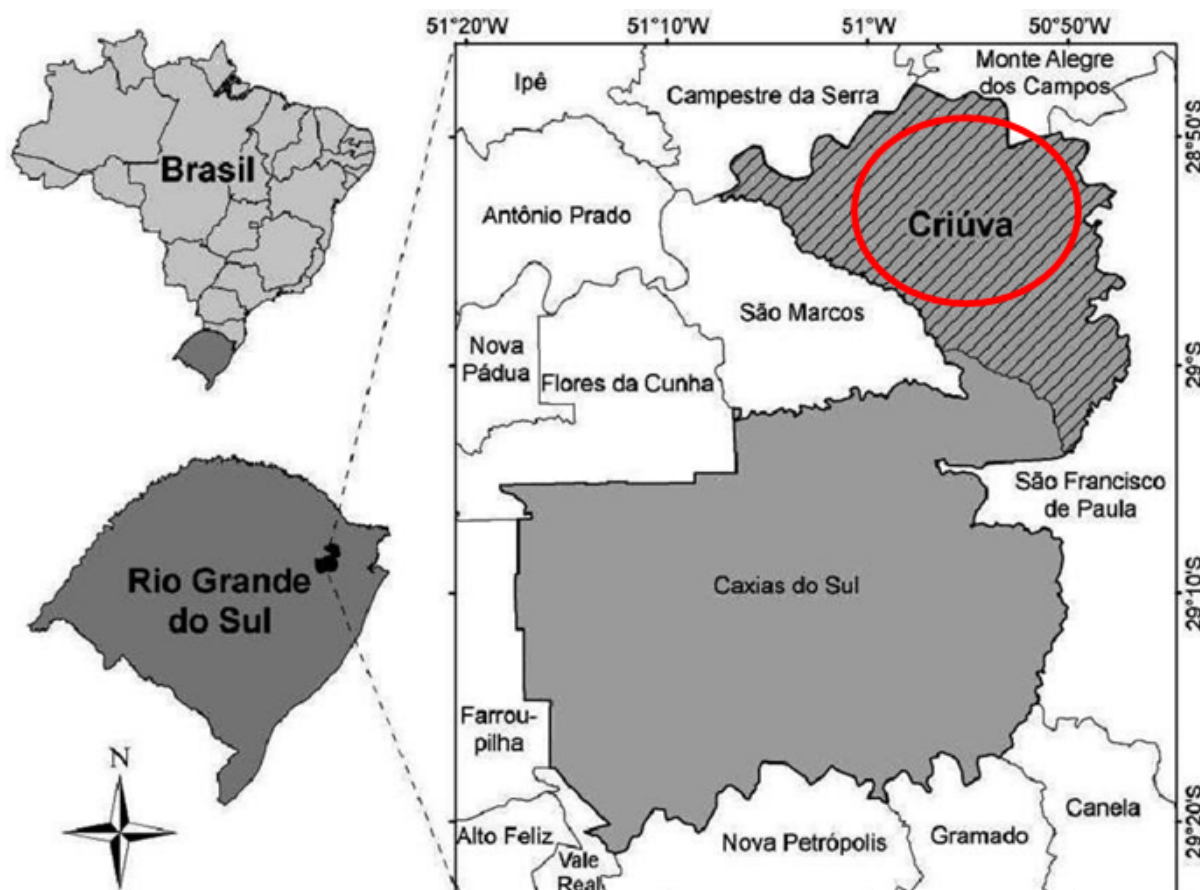 51°20'W 51°10'W 51°W 50°50'W
Ipê
Campestre da Serra
Monte Alegre
dos Campos
28°50'S
Brasil
Antônio Prado
Criúva
São Marcos
Nova
Pádua
Flores da Cunha
29°S
São Francisco
de Paula
Rio Grande
do Sul
Caxias do Sul
29°10'S
Farrou-
pilha
N
Canela
29°20'S
Alto Feliz
Nova Petrópolis
Gramado
Vale
Real